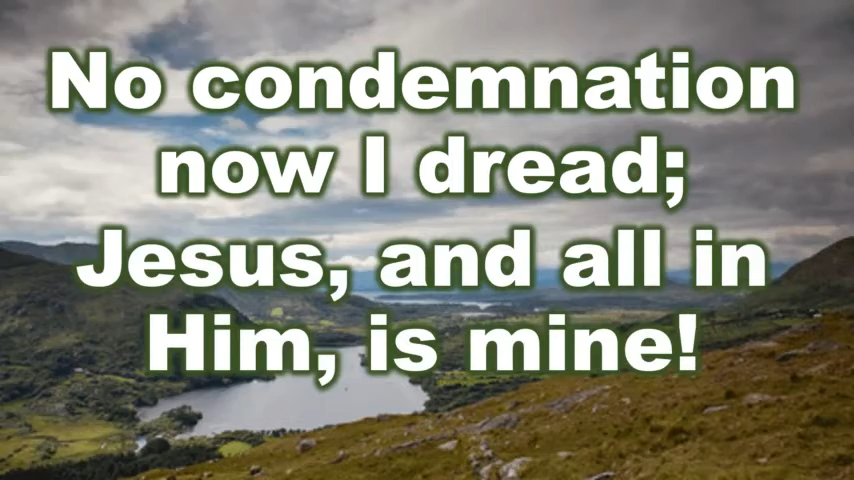 No condemnation
now I dread;
Jesus, and all in
Him, is mine!